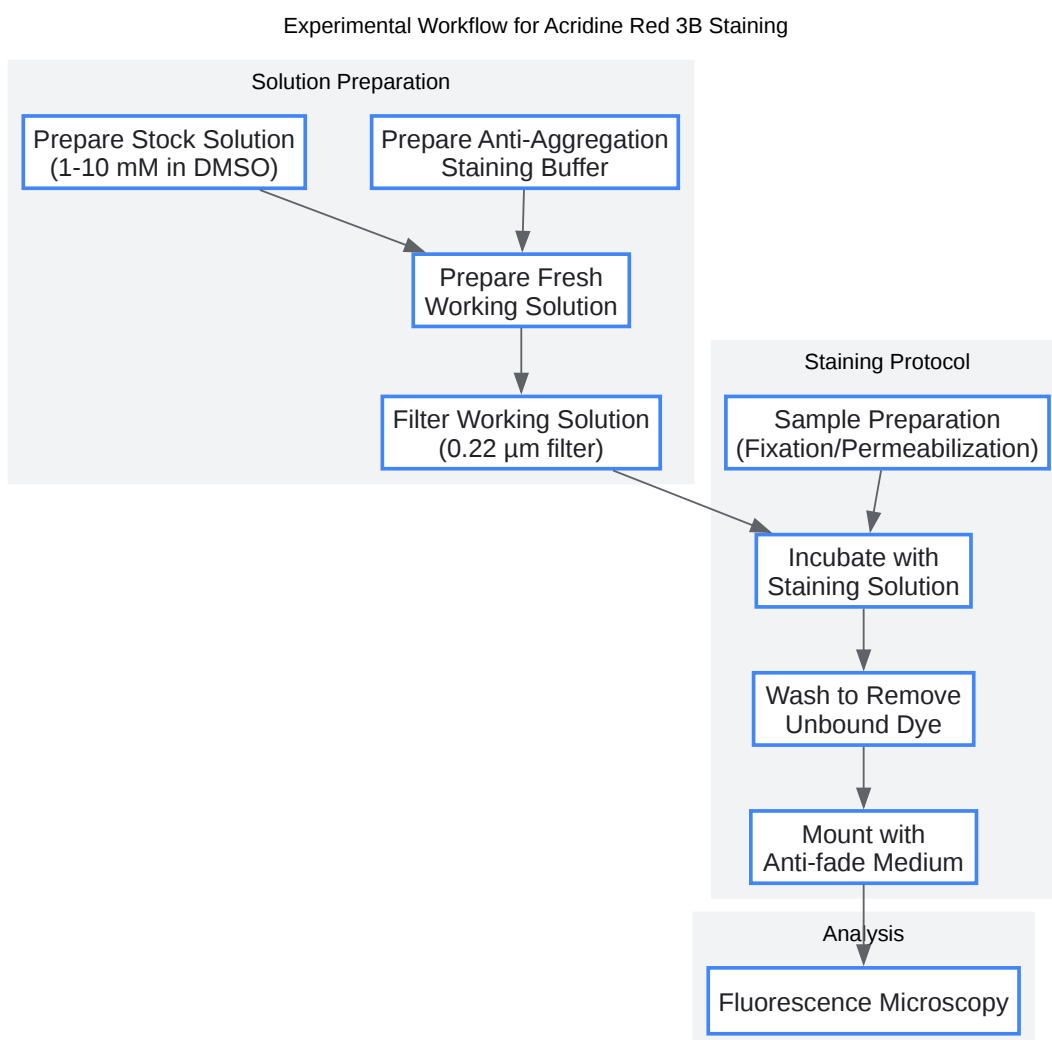 Experimental Workflow for Acridine Red 3B Staining
Solution Preparation
Prepare Stock Solution
(1-10 mM in DMSO)
Prepare Anti-Aggregation
Staining Buffer
Prepare Fresh
Working Solution
Filter Working Solution
(0.22 µm filter)
Staining Protocol
Sample Preparation
(Fixation/Permeabilization)
Incubate with
Staining Solution
Wash to Remove
Unbound Dye
Mount with
Anti-fade Medium
Analysis
Fluorescence Microscopy